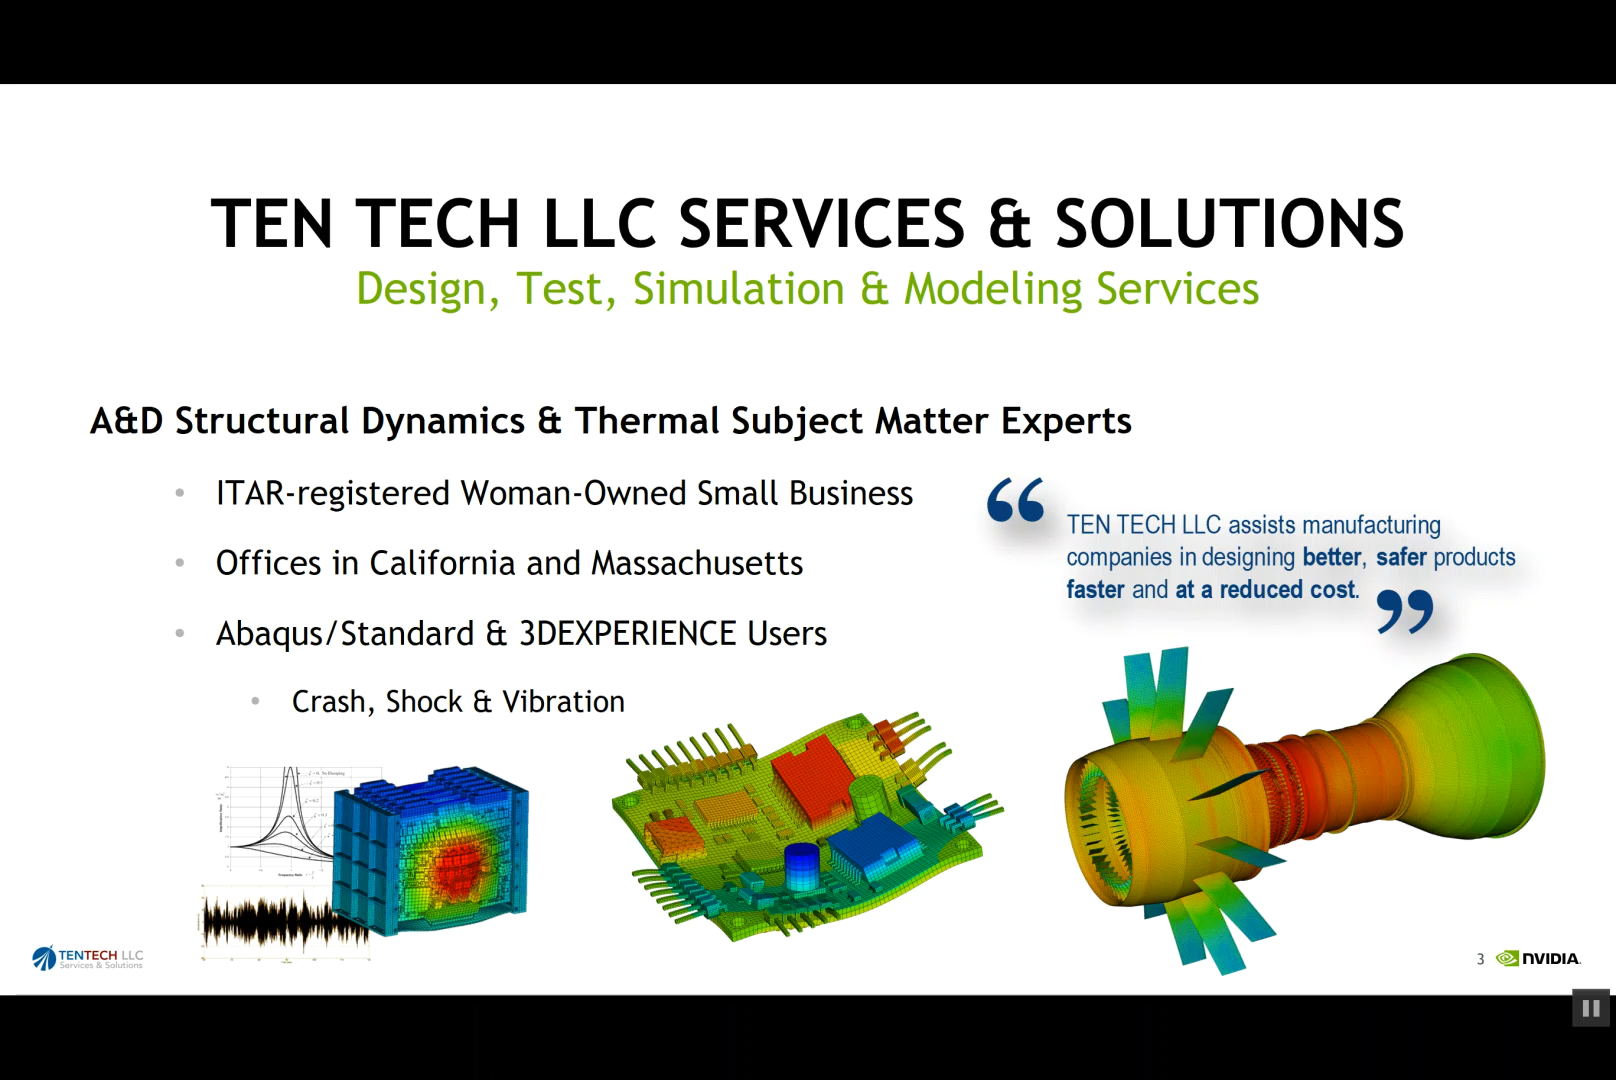 TEN TECH LLC SERVICES & SOLUTIONS
Design, Test, Simulation & Modeling Services
A&D Structural Dynamics & Thermal Subject Matter Experts
• ITAR-registered Woman-Owned Small Business
• Offices in California and Massachusetts
• Abaqus/Standard & 3DEXPERIENCE Users
• Crash, Shock & Vibration
“ TEN TECH LLC assists manufacturing
companies in designing better, safer products
faster and at a reduced cost. ”
TENTECH LLC
Services & Solutions
3 NVIDIA.